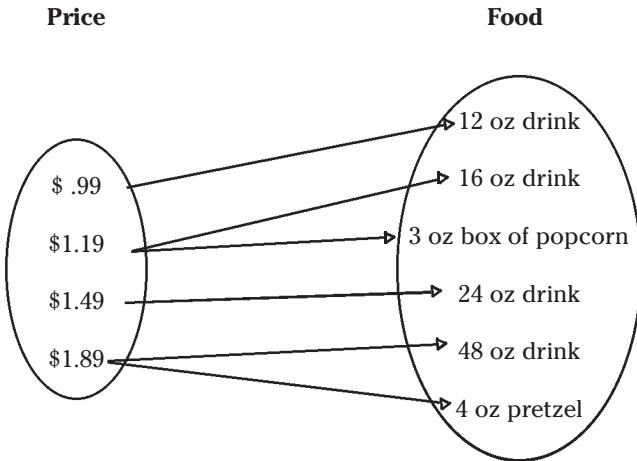 Price
Food
$ .99
$1.19
$1.49
$1.89
12 oz drink
16 oz drink
3 oz box of popcorn
24 oz drink
48 oz drink
4 oz pretzel